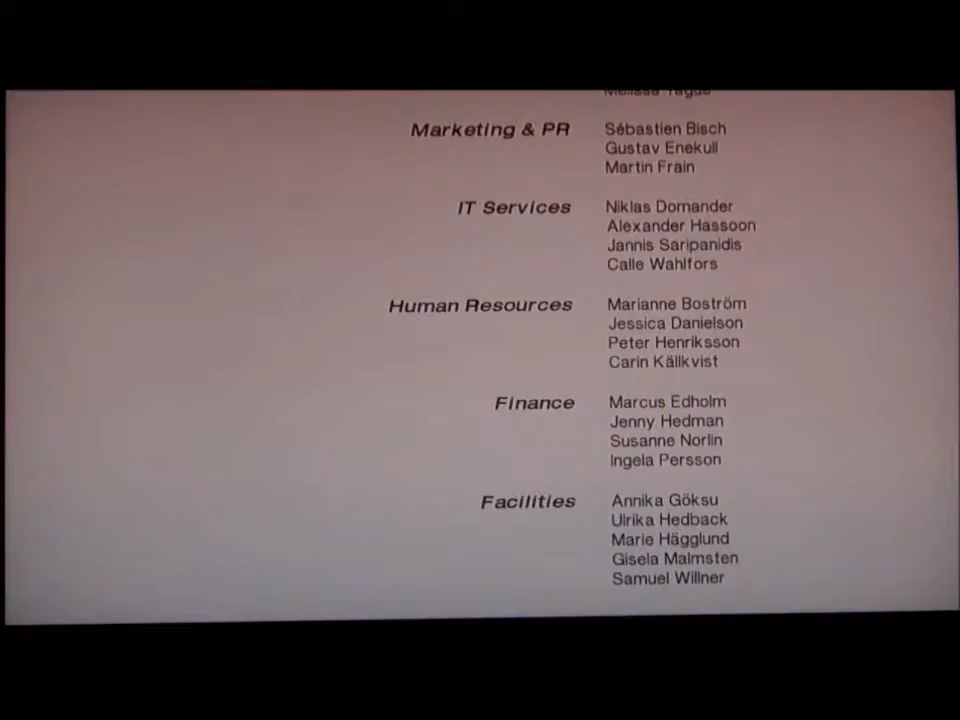 Marketing & PR Sébastien Bisch
Gustav Enekull
Martin Frain
IT Services Niklas Domander
Alexander Hassoon
Jannis Saripanidis
Calle Wahlfors
Human Resources Marianne Boström
Jessica Danielson
Peter Henriksson
Carin Källkvist
Finance Marcus Edholm
Jenny Hedman
Susanne Norlin
Ingela Persson
Facilities Annika Göksu
Ulrika Hedback
Marie Hägglund
Gisela Malmsten
Samuel Willner